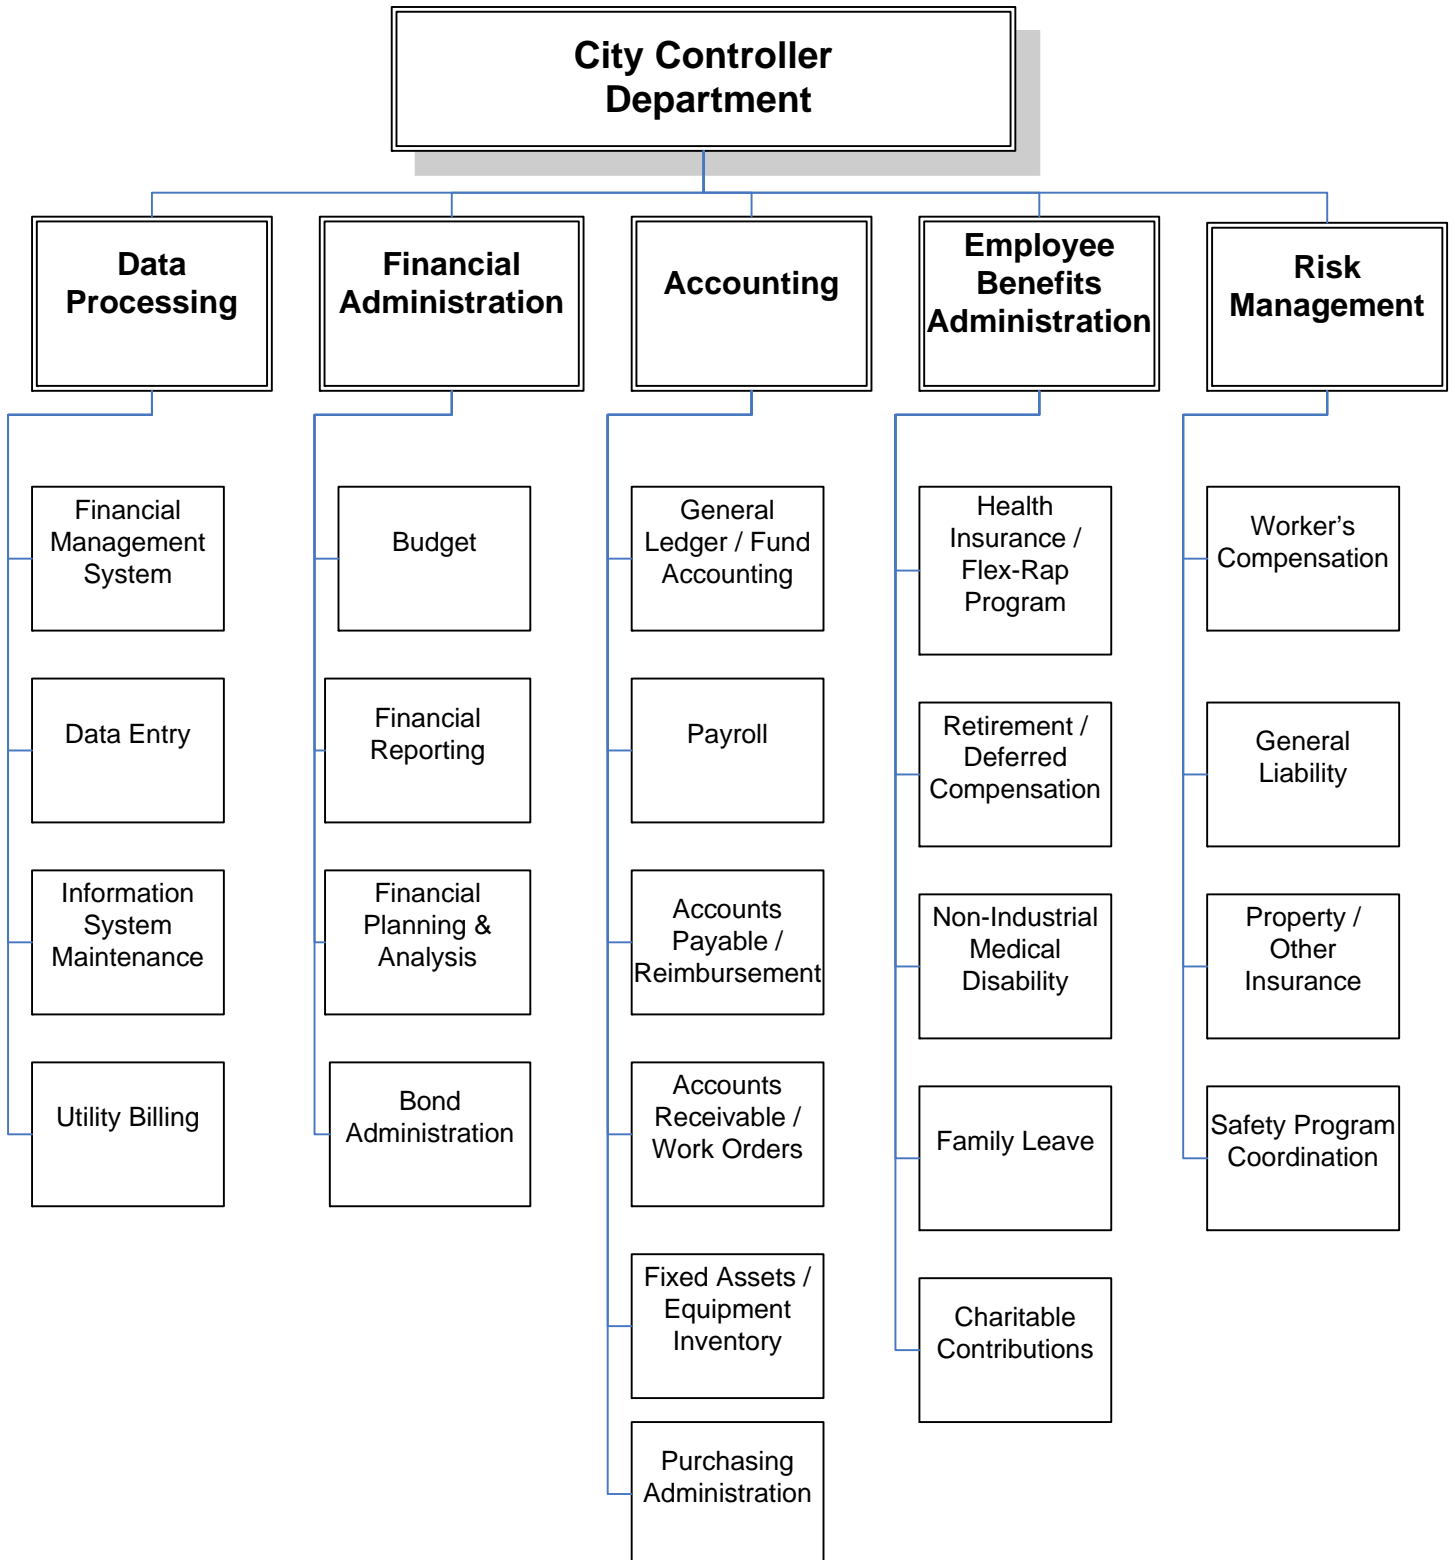 City Controller
Department
Data
Processing
Financial
Administration
Accounting
Employee
Benefits
Administration
Risk
Management
Financial
Management
System
Data Entry
Information
System
Maintenance
Utility Billing
Budget
Financial
Reporting
Financial
Planning &
Analysis
Bond
Administration
General
Ledger / Fund
Accounting
Payroll
Accounts
Payable /
Reimbursement
Accounts
Receivable /
Work Orders
Fixed Assets /
Equipment
Inventory
Purchasing
Administration
Health
Insurance /
Flex-Rap
Program
Retirement /
Deferred
Compensation
Non-Industrial
Medical
Disability
Family Leave
Charitable
Contributions
Worker’s
Compensation
General
Liability
Property /
Other
Insurance
Safety Program
Coordination